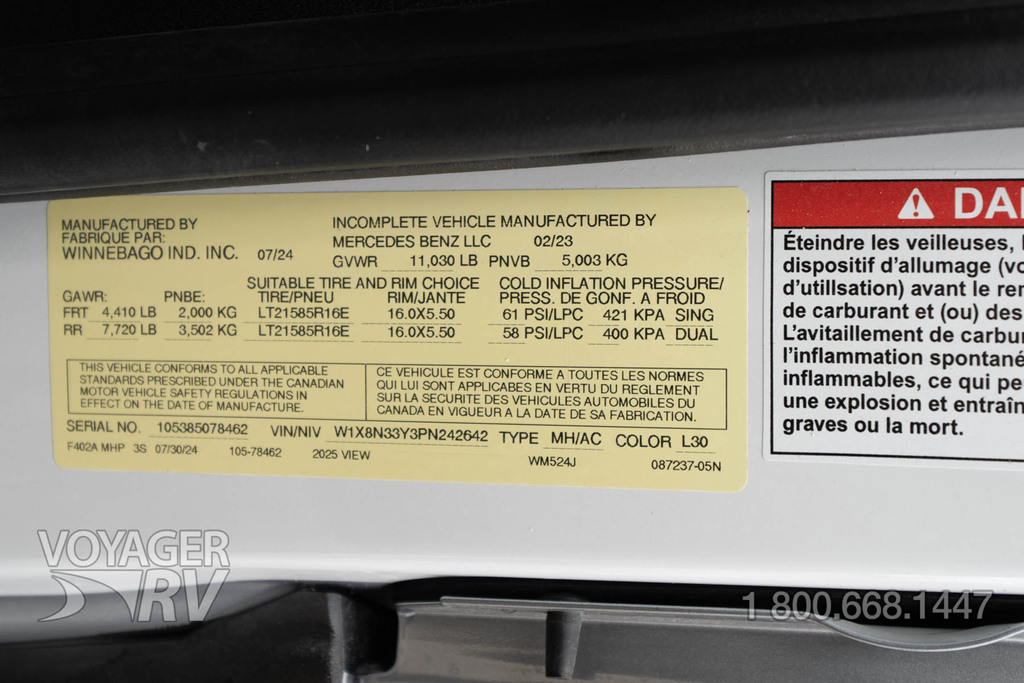 MANUFACTURED BY
FABRIQUE PAR:
WINNEBAGO IND. INC. 07/24
INCOMPLETE VEHICLE MANUFACTURED BY
MERCEDES BENZ LLC 02/23
GVWR 11,030 LB PNVB 5,003 KG
SUITABLE TIRE AND RIM CHOICE COLD INFLATION PRESSURE/
GAWR: PNBE: TIRE/PNEU RIM/JANTE PRESS. DE GONF. A FROID
FRT 4,410 LB 2,000 KG LT21585R16E 16.0X5.50 61 PSI/LPC 421 KPA SING
RR 7,720 LB 3,502 KG LT21585R16E 16.0X5.50 58 PSI/LPC 400 KPA DUAL
THIS VEHICLE CONFORMS TO ALL APPLICABLE
STANDARDS PRESCRIBED UNDER THE CANADIAN
MOTOR VEHICLE SAFETY REGULATIONS IN
EFFECT ON THE DATE OF MANUFACTURE.
CE VEHICULE EST CONFORME A TOUTES LES NORMES
QUI LUI SONT APPLICABES EN VERTU DU REGLEMENT
SUR LA SECURITE DES VEHICULES AUTOMOBILES DU
CANADA EN VIGUEUR A LA DATE DE SA FABRICATION.
SERIAL NO. 105385078462 VIN/NIV W1X8N33Y3PN242642 TYPE MH/AC COLOR L30
F402A MHP 3S 07/30/24 105-78462 2025 VIEW WM524J 087237-05N
DA
Éteindre les veilleuses,
dispositif d'allumage (vo
d'utilsation) avant le re
de carburant et (ou) des
L'avitaillement de carbu
l'inflammation spontané
inflammables, ce qui pe
une explosion et entraîn
graves ou la mort.
VOYAGER
RV
1 800.668.1447